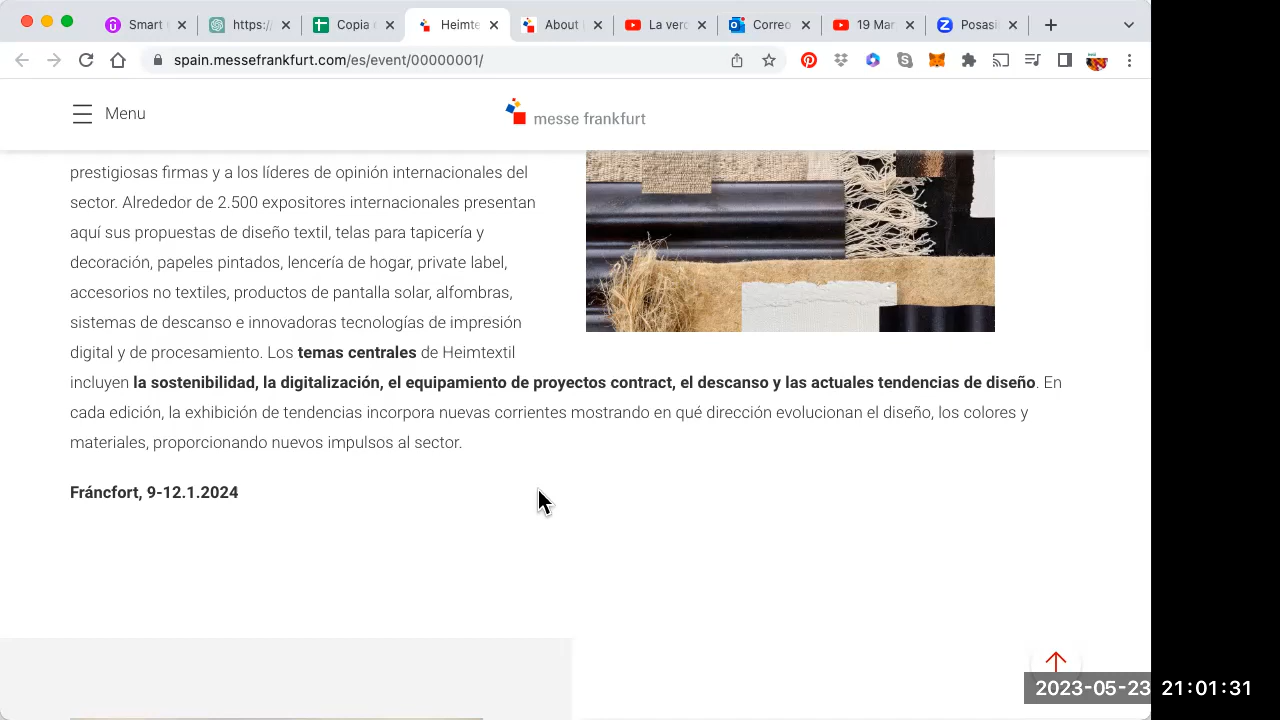 Smart
https:/
Copia
Heimte
About
La verd
Correo
19 Mar
Posasi
spain.messefrankfurt.com/es/event/00000001/
Menu
messe frankfurt
prestigiosas firmas y a los líderes de opinión internacionales del
sector. Alrededor de 2.500 expositores internacionales presentan
aquí sus propuestas de diseño textil, telas para tapicería y
decoración, papeles pintados, lencería de hogar, private label,
accesorios no textiles, productos de pantalla solar, alfombras,
sistemas de descanso e innovadoras tecnologías de impresión
digital y de procesamiento. Los temas centrales de Heimtextil
incluyen la sostenibilidad, la digitalización, el equipamiento de proyectos contract, el descanso y las actuales tendencias de diseño. En
cada edición, la exhibición de tendencias incorpora nuevas corrientes mostrando en qué dirección evolucionan el diseño, los colores y
materiales, proporcionando nuevos impulsos al sector.
Fráncfort, 9-12.1.2024
2023-05-23 21:01:31